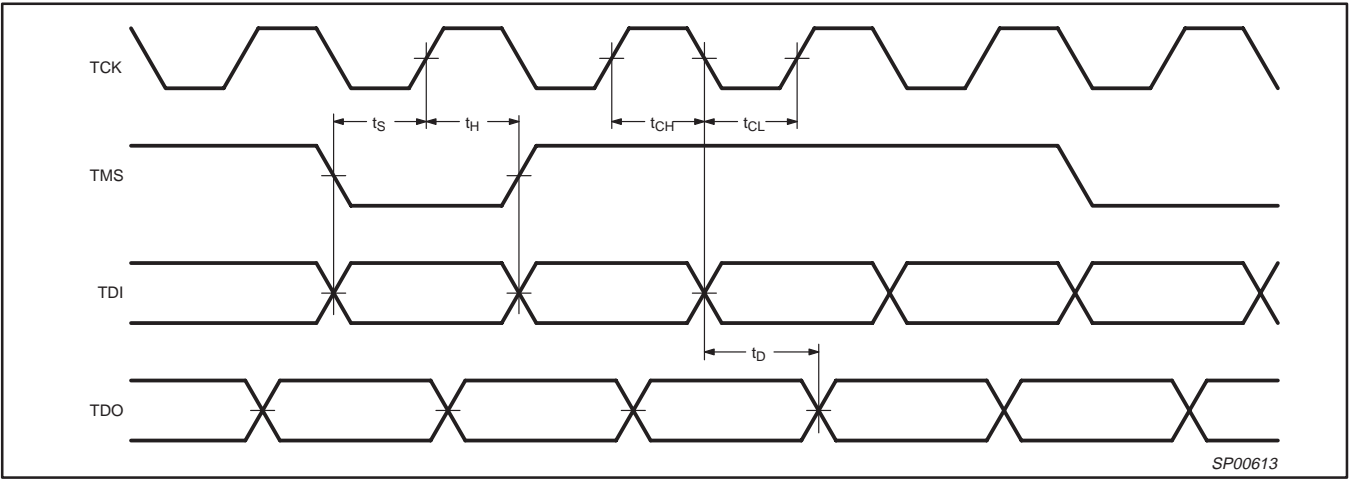 TCK
tS
tH
tCH
tCL
TMS
TDI
tD
TDO
SP00613